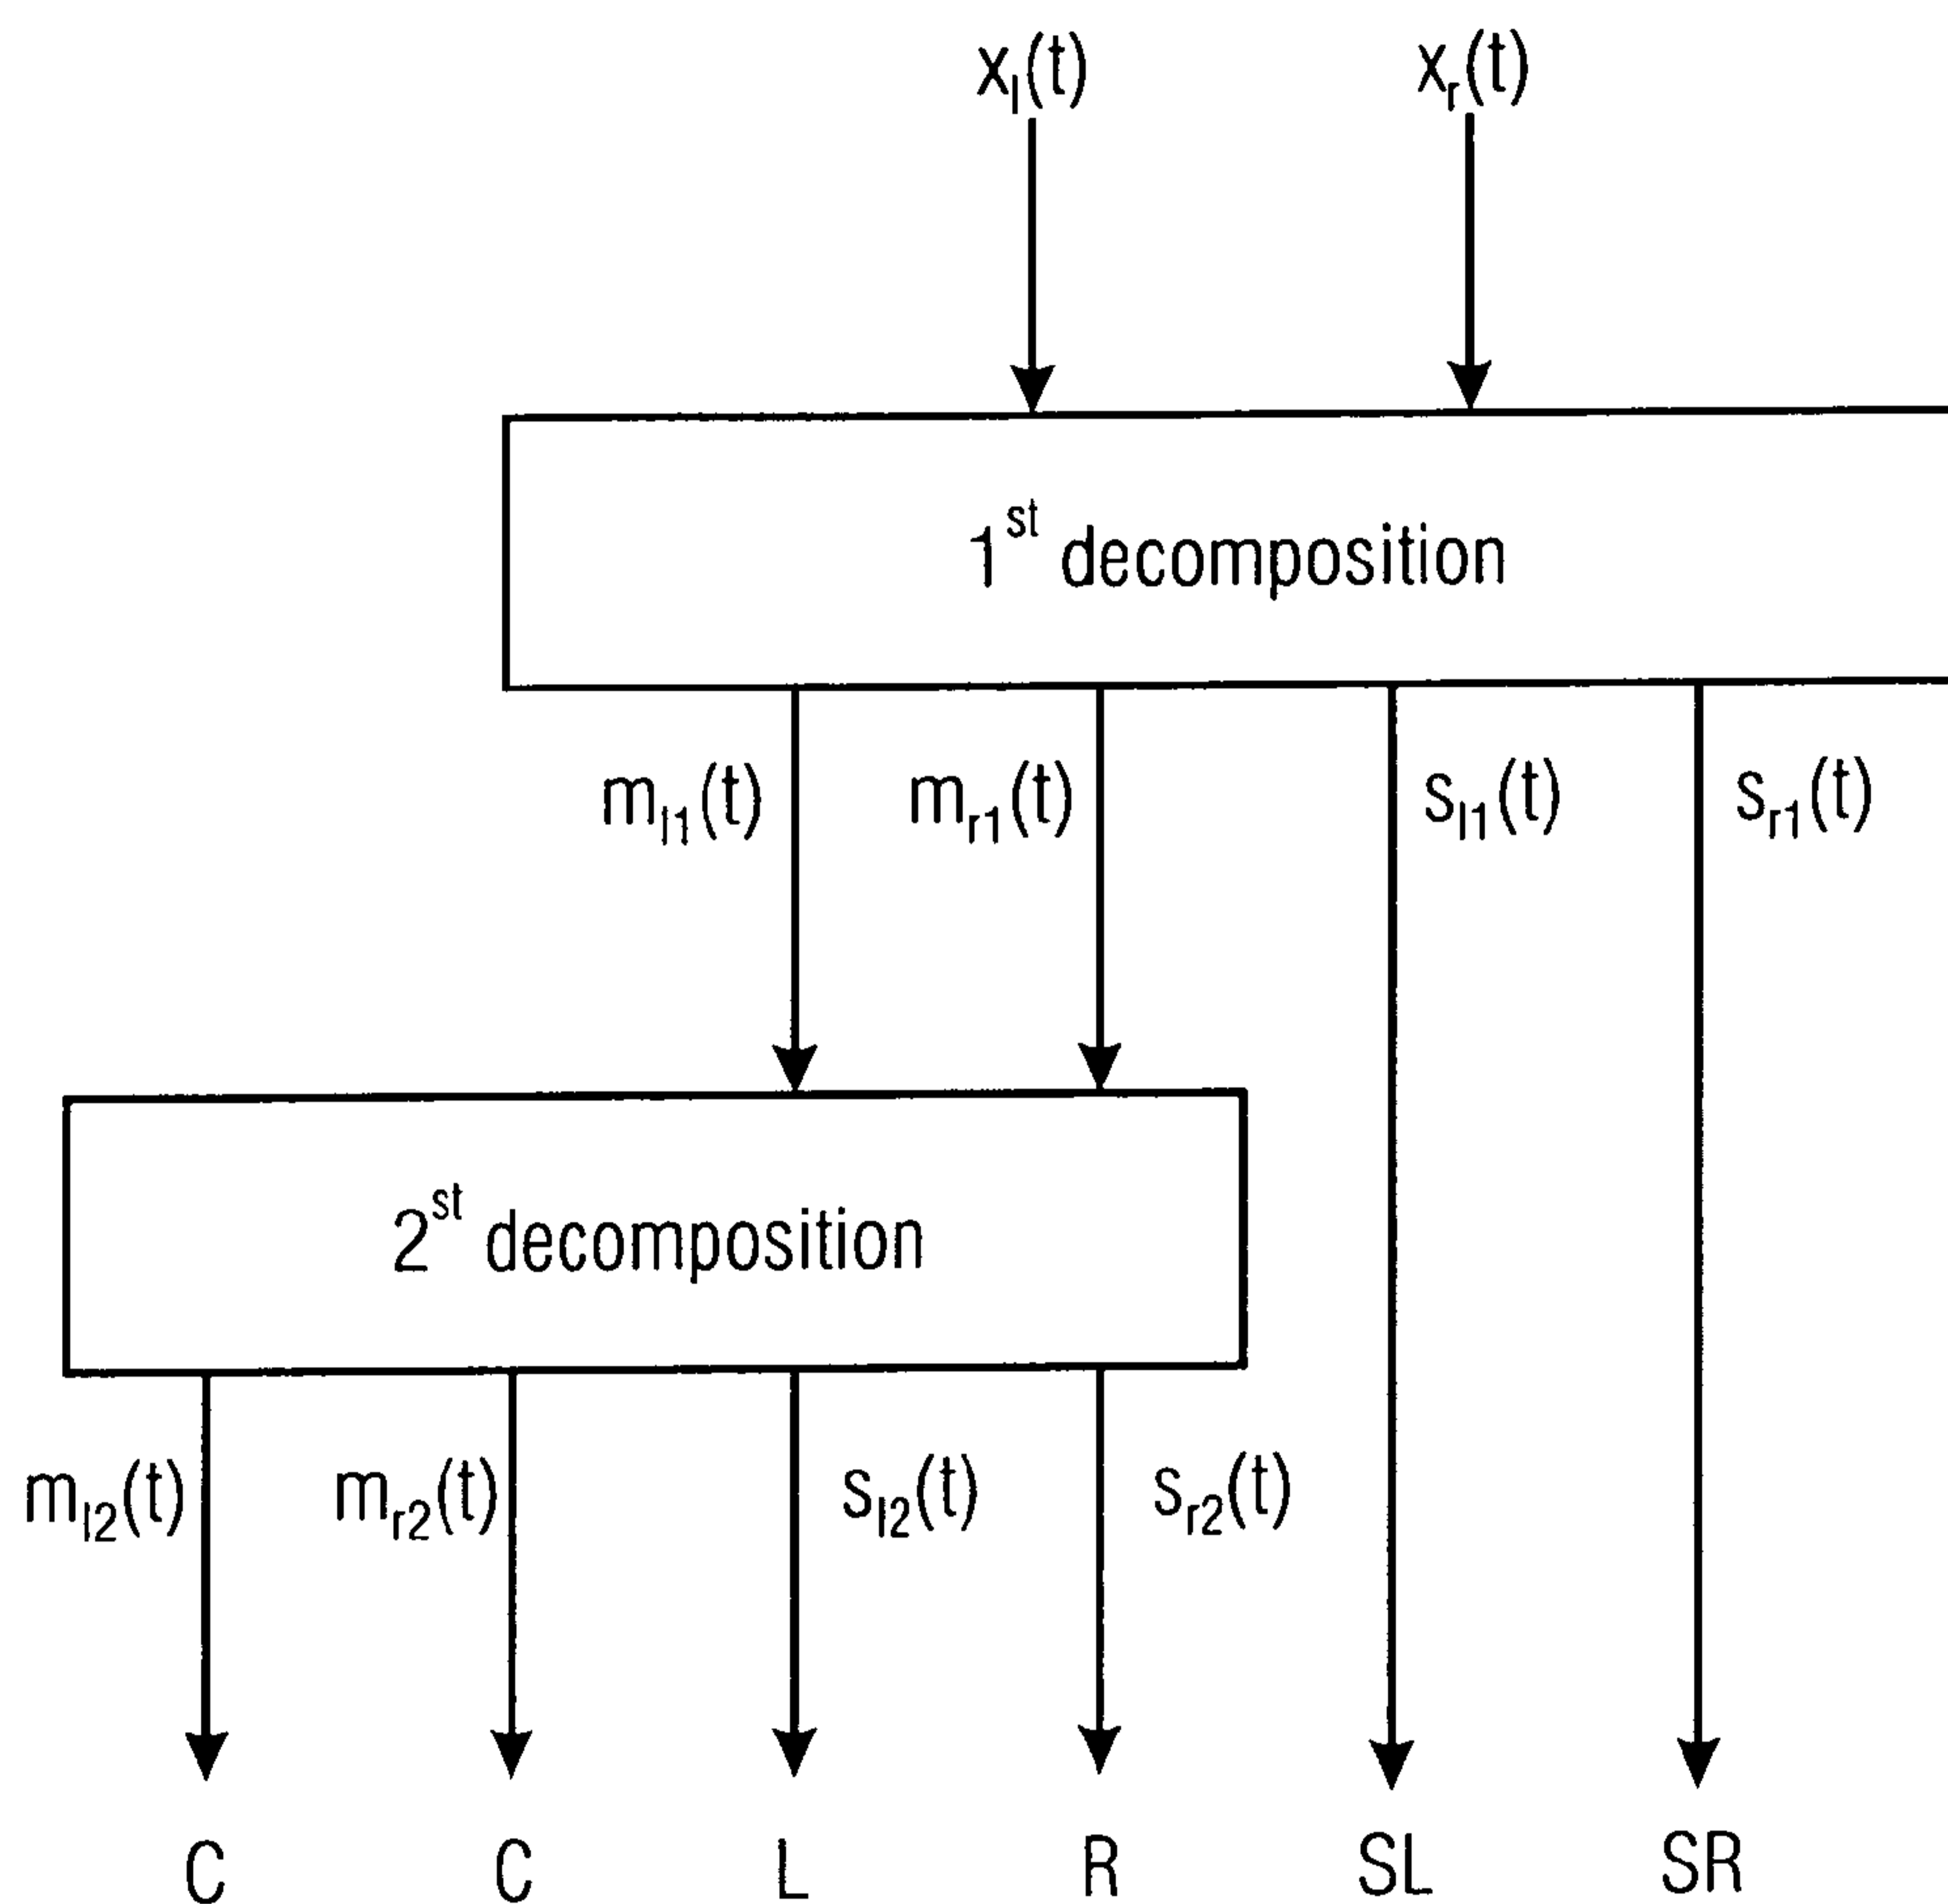 xl(t) xr(t)
1st decomposition
ml1(t) mr1(t) sl1(t) sr1(t)
2st decomposition
ml2(t) mr2(t) sl2(t) sr2(t)
C C L R SL SR